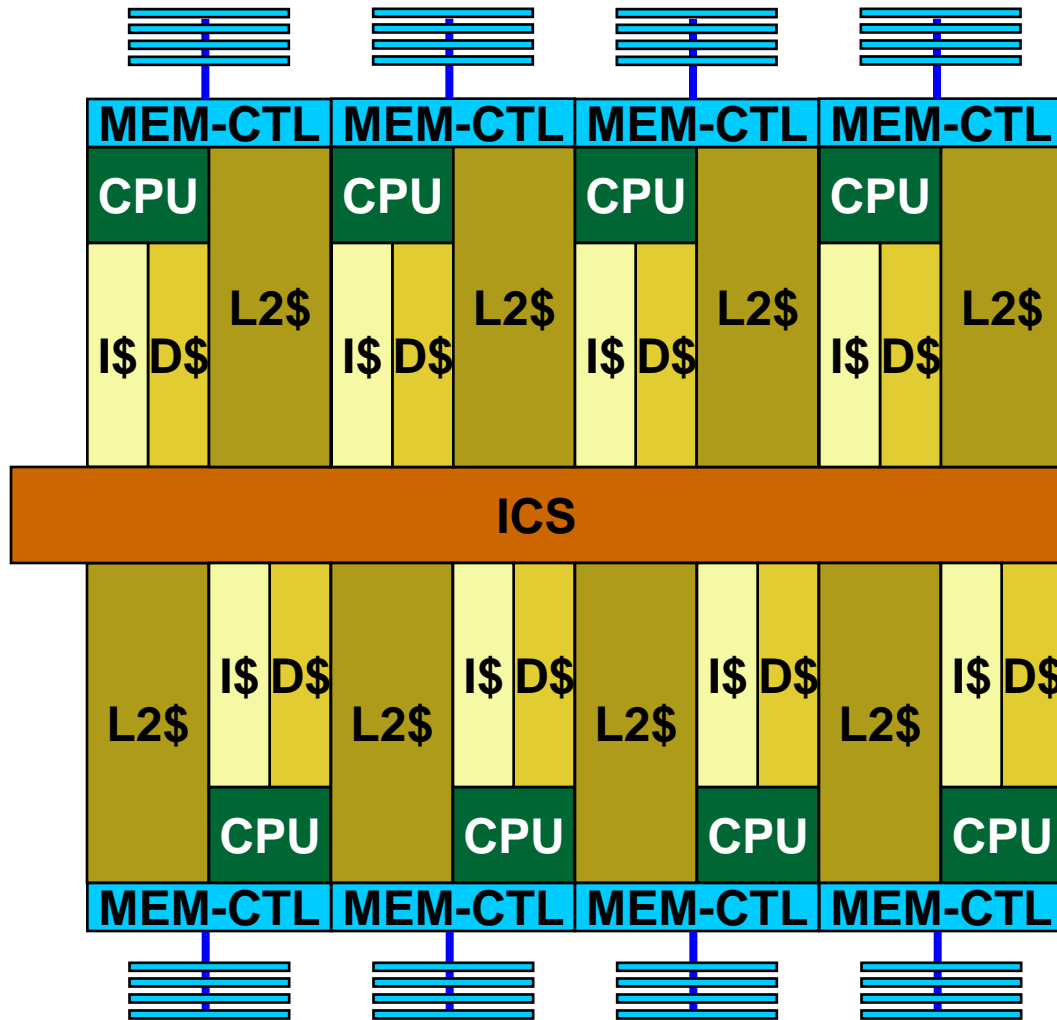 MEM-CTL MEM-CTL MEM-CTL MEM-CTL
CPU CPU CPU CPU
L2$ L2$ L2$ L2$
I$ D$ I$ D$ I$ D$ I$ D$
ICS
I$ D$ I$ D$ I$ D$ I$ D$
L2$ L2$ L2$ L2$
CPU CPU CPU CPU
MEM-CTL MEM-CTL MEM-CTL MEM-CTL